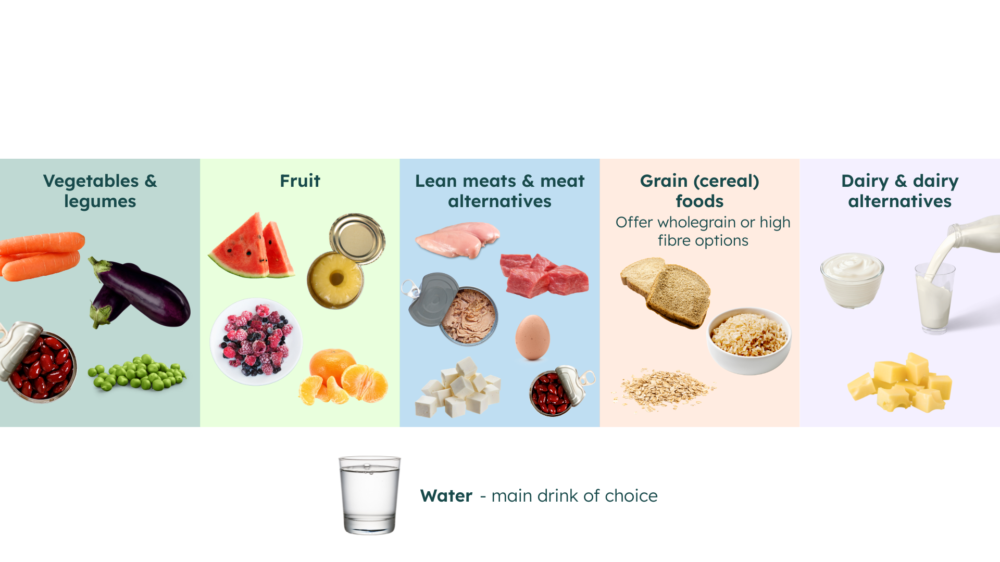 Vegetables &
legumes
Fruit
Lean meats & meat
alternatives
Grain (cereal)
foods
Offer wholegrain or high
fibre options
Dairy & dairy
alternatives
Water - main drink of choice